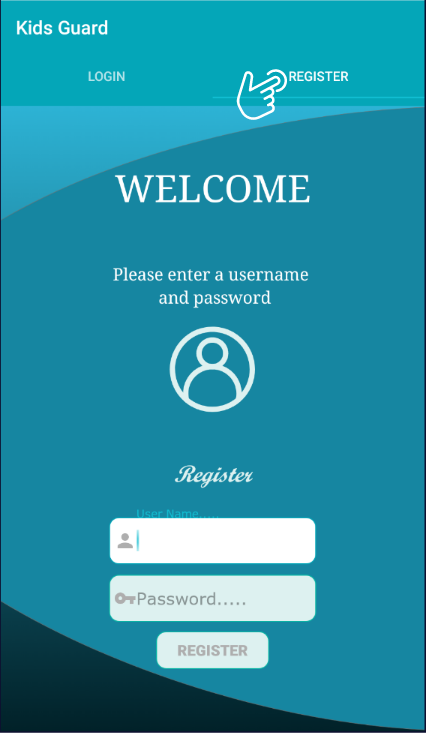 Kids Guard
LOGIN REGISTER
WELCOME
Please enter a username
and password
Register
User Name.....
Password.....
REGISTER